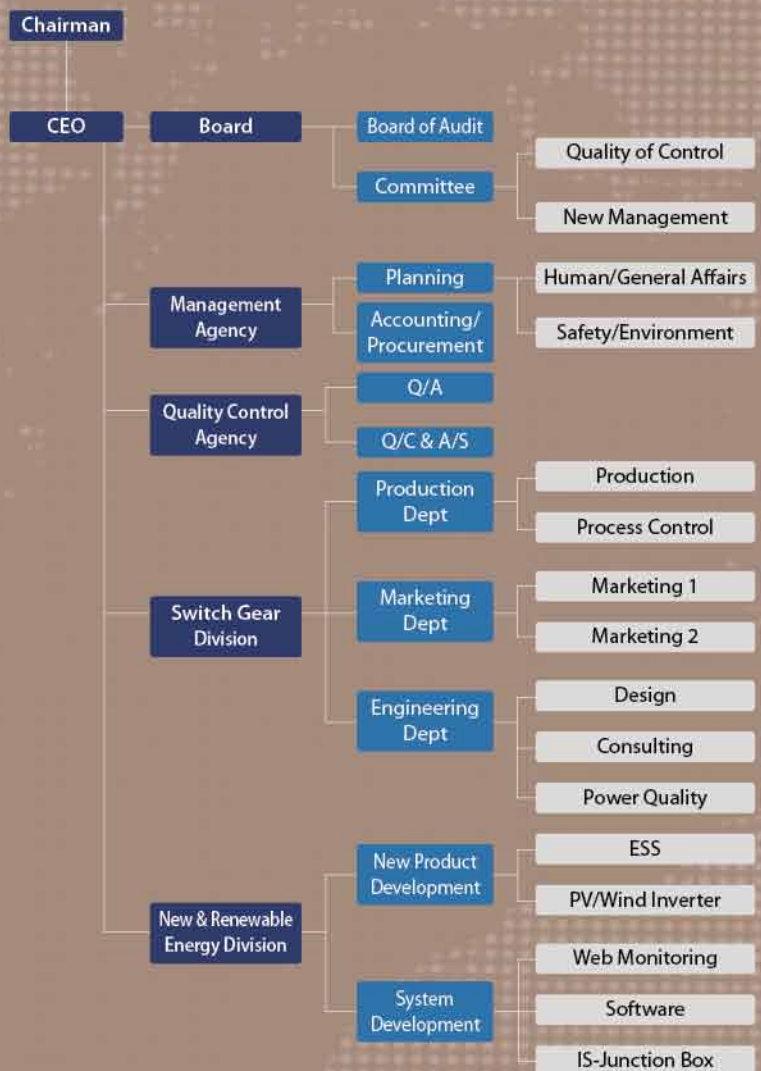 Chairman
CEO
Board
Board of Audit
Committee
Quality of Control
New Management
Management
Agency
Planning
Human/General Affairs
Safety/Environment
Accounting/
Procurement
Quality Control
Agency
Q/A
Q/C & A/S
Switch Gear
Division
Production
Dept
Production
Process Control
Marketing
Dept
Marketing 1
Marketing 2
Engineering
Dept
Design
Consulting
Power Quality
New & Renewable
Energy Division
New Product
Development
ESS
PV/Wind Inverter
System
Development
Web Monitoring
Software
IS-Junction Box